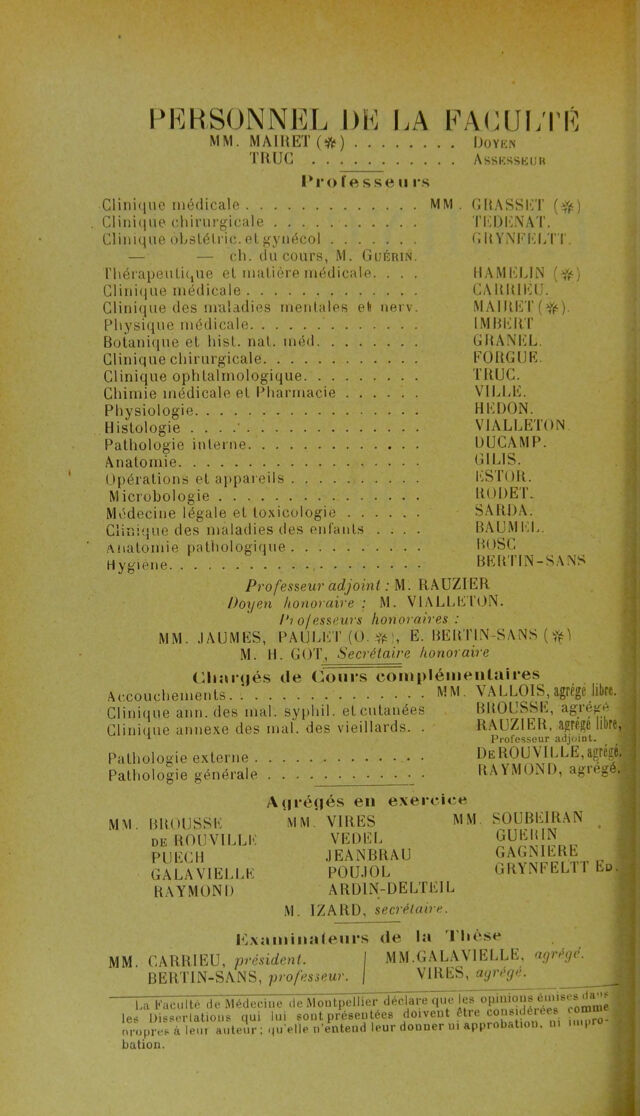 PERSONNEL DE LA FACULTÉ
MM. MAIRET (✻) . . . . . . . . DOYEN
TRUC . . . . . . . . . . . ASSESSEUR
Professeurs
Clinique médicale . . . . . . . . . . . . . MM. GRASSET (✻)
Clinique chirurgicale . . . . . . . . . . . TEDENAT.
Clinique obstétric. et gynécol . . . . . . . GRYNFELTT.
— — ch. du cours, M. GUÉRIN.
Thérapeutique et matière médicale. . . . HAMELIN (✻)
Clinique médicale . . . . . . . . . . . . . CARRIEU.
Clinique des maladies mentales et nerv. MAIRET (✻).
Physique médicale. . . . . . . . . . . . . IMBERT
Botanique et hist. nat. méd. . . . . . . . GRANEL.
Clinique chirurgicale. . . . . . . . . . . . FORGUE.
Clinique ophtalmologique. . . . . . . . . TRUC.
Chimie médicale et Pharmacie . . . . . . VILLE.
Physiologie. . . . . . . . . . . . . . . . . HEDON.
Histologie . . . . . . . . . . . . . . . . . VIALLETON
Pathologie interne. . . . . . . . . . . . . DUCAMP.
Anatomie. . . . . . . . . . . . . . . . . . GILIS.
Opérations et appareils . . . . . . . . . . ESTOR.
Microbologie . . . . . . . . . . . . . . . RODET.
Médecine légale et toxicologie . . . . . . SARDA.
Clinique des maladies des enfants . . . . BAUMEL.
Anatomie pathologique . . . . . . . . . . BOSC
Hygiene. . . . . . . . . . . . . . . . . . . BERTIN-SANS
Professeur adjoint : M. RAUZIER
Doyen honoraire : M. VIALLETON.
Professeurs honoraires :
MM. JAUMES, PAULET (O. ✻), E. BERTIN-SANS (✻)
M. H. GOT, Secrétaire honoraire
Chargés de Cours complémentaires
Accouchements. . . . . . . . . . . . . . . MM. VALLOIS, agrégé libre.
Clinique ann. des mal. syphil. et cutanées BROUSSE, agrégé
Clinique annexe des mal. des vieillards. . RAUZIER, agrégé libre,
Professeur adjoint.
Pathologie externe . . . . . . . . . . . . . DE ROUVILLE, agrégé.
Pathologie générale . . . . . . . . . . . . RAYMOND, agrégé.
Agrégés en exercice
MM. BROUSSE MM. VIRES MM. SOUBEIRAN
DE ROUVILLE VEDEL GUERIN
PUECH JEANBRAU GAGNIERE
GALAVIELLE POUJOL GRYNFELTT ED.
RAYMOND ARDIN-DELTEIL
M. IZARD, secrétaire.
Examinateurs de la Thèse
MM. CARRIEU, président. MM. GALAVIELLE, agrégé.
BERTIN-SANS, professeur. VIRES, agrégé.
La Faculté de Médecine de Montpellier déclare que les opinions émises dans
les Dissertations qui lui sont présentées doivent être considérées comme
propres à leur auteur ; qu'elle n'entend leur donner ni approbation, ni impro-
bation.